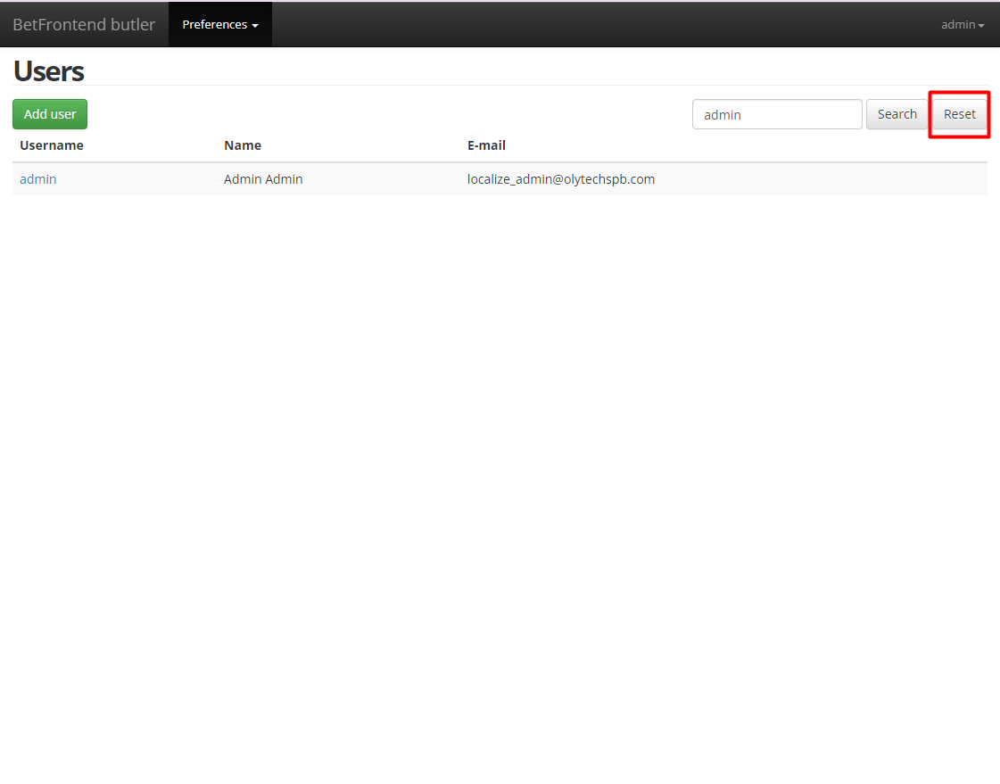 BetFrontend butler Preferences admin
Users
Add user admin Search Reset
Username Name E-mail
admin Admin Admin localize_admin@olytechspb.com